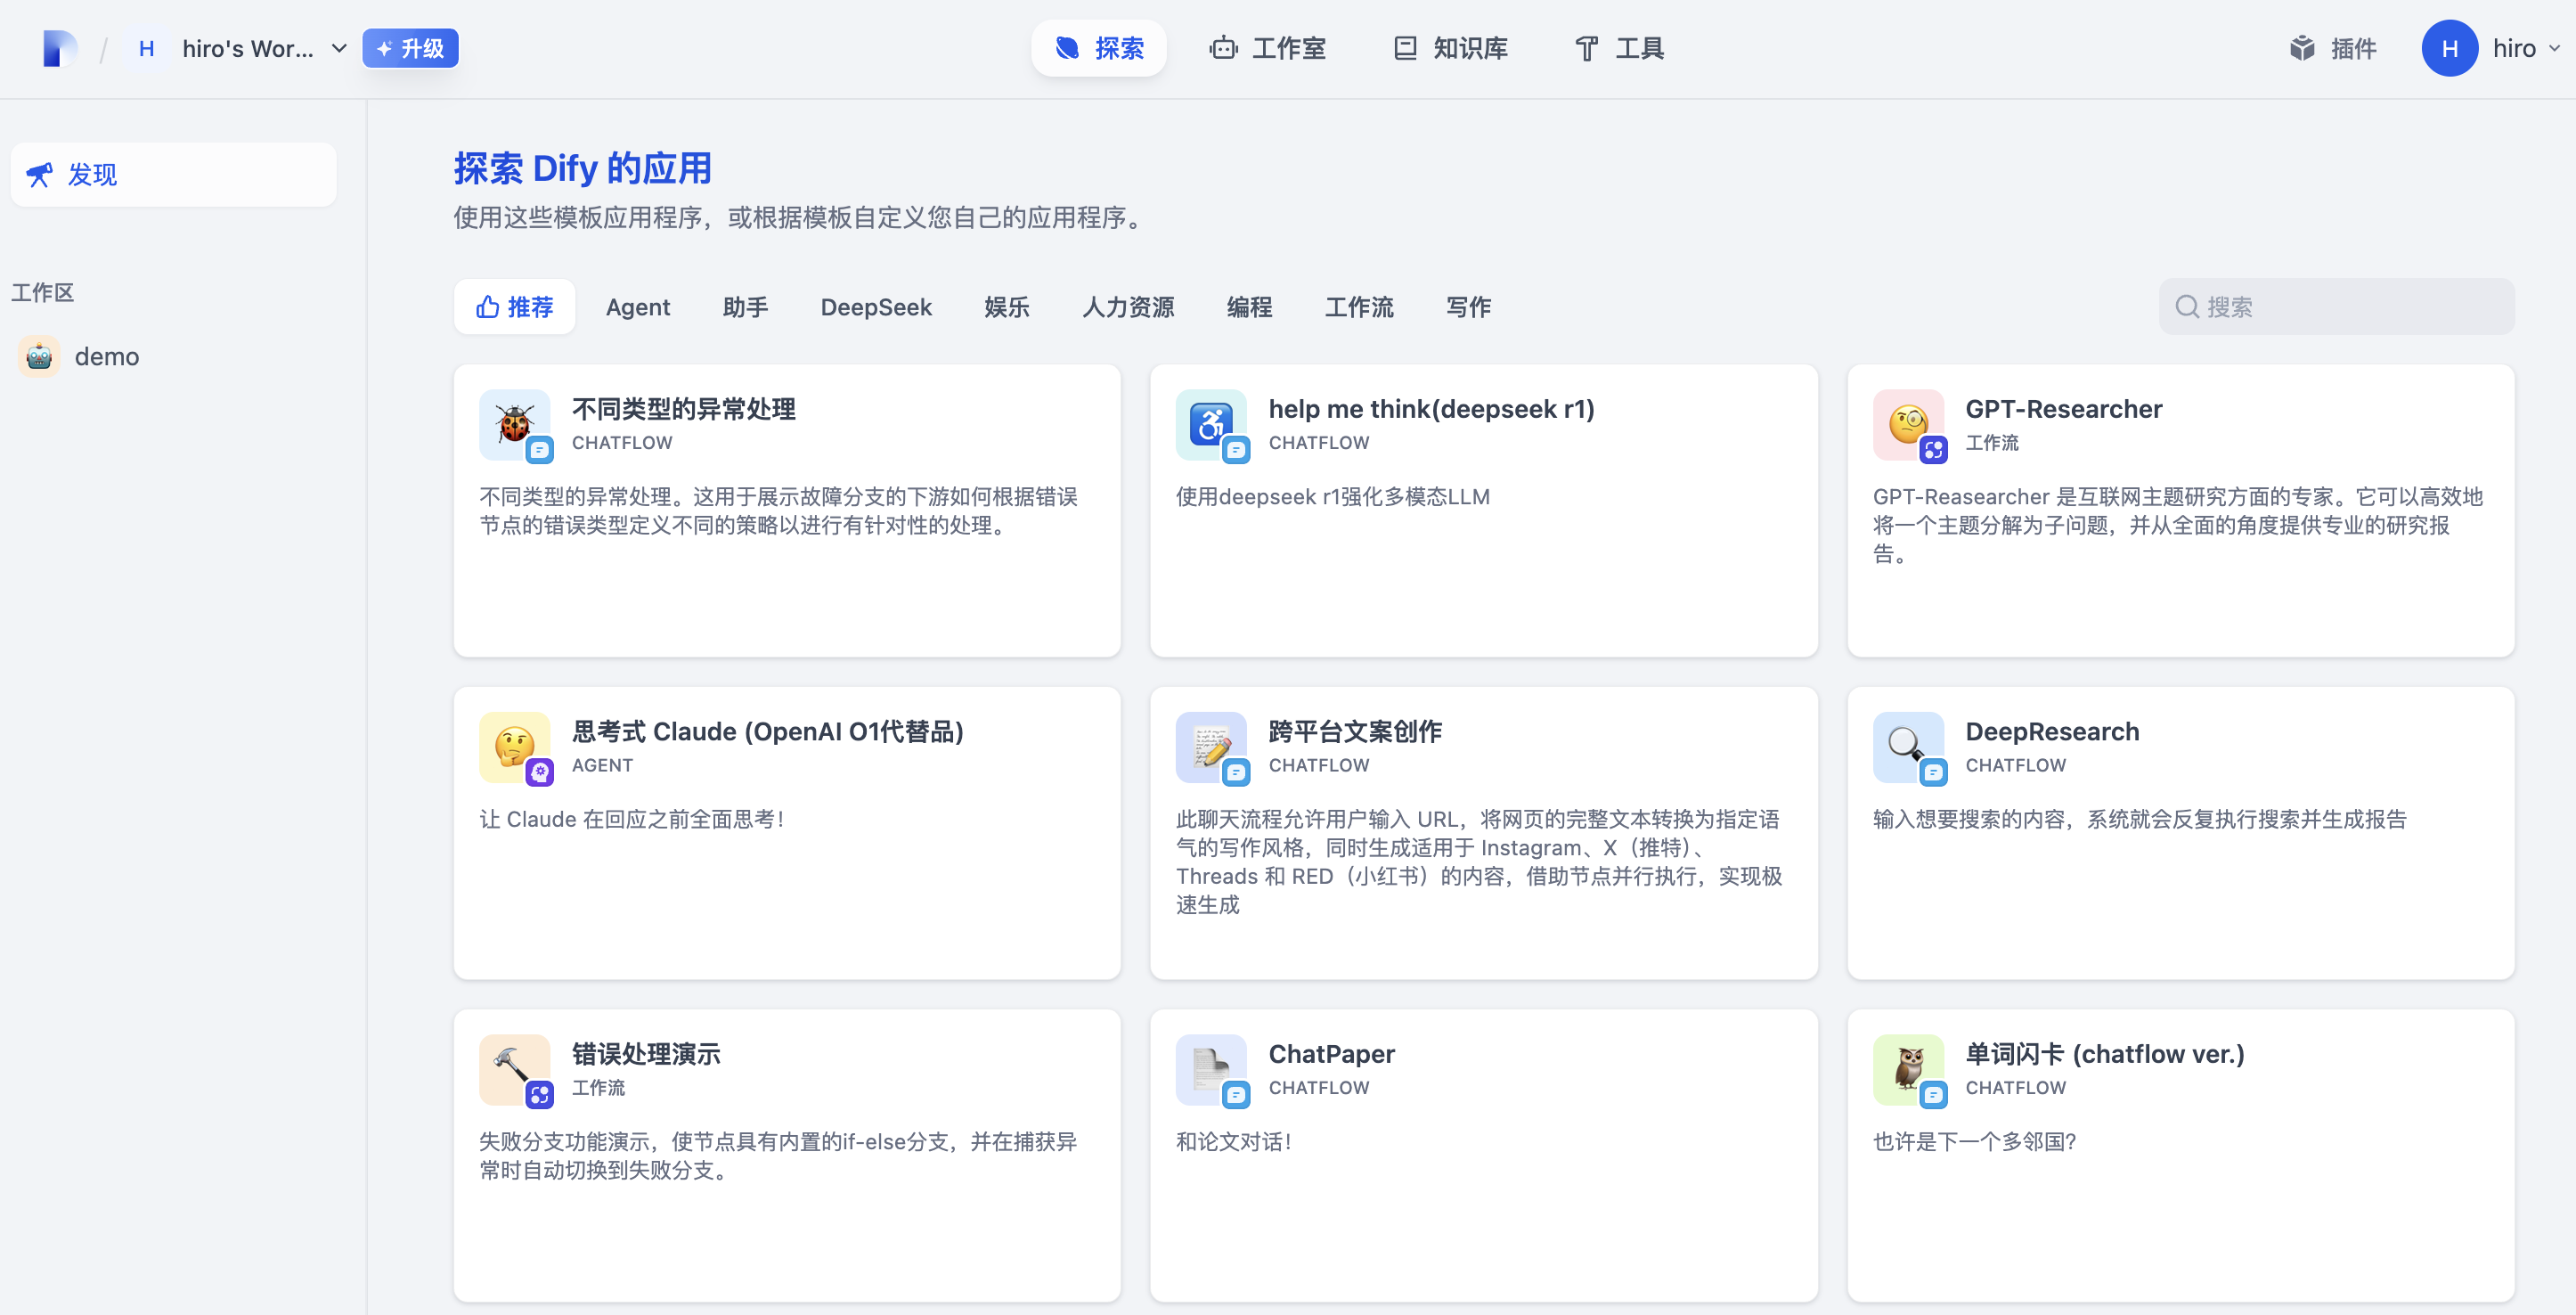 H hiro's Wor... 升级
探索 工作室 知识库 工具
插件 H hiro
发现
工作区
demo
探索 Dify 的应用
使用这些模板应用程序，或根据模板自定义您自己的应用程序。
推荐 Agent 助手 DeepSeek 娱乐 人力资源 编程 工作流 写作
搜索
不同类型的异常处理
CHATFLOW
不同类型的异常处理。这用于展示故障分支的下游如何根据错误
节点的错误类型定义不同的策略以进行有针对性的处理。
help me think(deepseek r1)
CHATFLOW
使用deepseek r1强化多模态LLM
GPT-Researcher
工作流
GPT-Reasearcher 是互联网主题研究方面的专家。它可以高效地
将一个主题分解为子问题，并从全面的角度提供专业的研究报
告。
思考式 Claude (OpenAI O1代替品)
AGENT
让 Claude 在回应之前全面思考！
跨平台文案创作
CHATFLOW
此聊天流程允许用户输入 URL，将网页的完整文本转换为指定语
气的写作风格，同时生成适用于 Instagram、X（推特）、
Threads 和 RED（小红书）的内容，借助节点并行执行，实现极
速生成
DeepResearch
CHATFLOW
输入想要搜索的内容，系统就会反复执行搜索并生成报告
错误处理演示
工作流
失败分支功能演示，使节点具有内置的if-else分支，并在捕获异
常时自动切换到失败分支。
ChatPaper
CHATFLOW
和论文对话！
单词闪卡 (chatflow ver.)
CHATFLOW
也许是下一个多邻国?